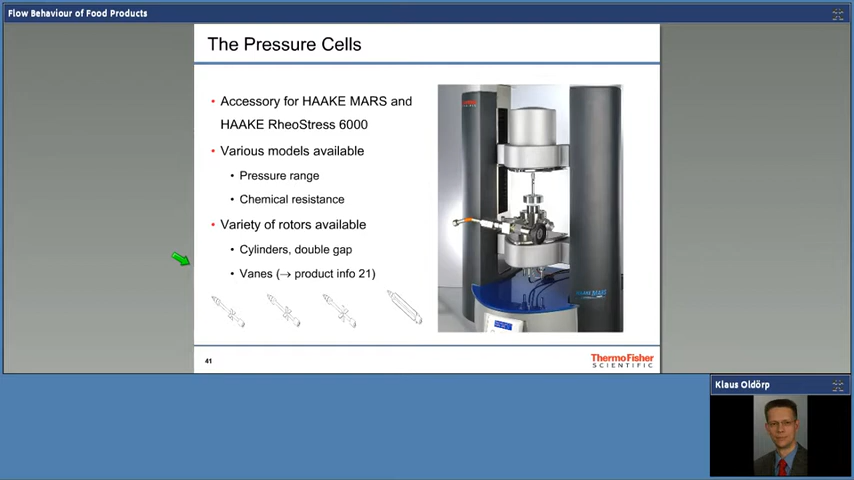 Flow Behaviour of Food Products
The Pressure Cells
• Accessory for HAAKE MARS and
HAAKE RheoStress 6000
• Various models available
• Pressure range
• Chemical resistance
• Variety of rotors available
• Cylinders, double gap
• Vanes (→ product info 21)
41
ThermoFisher
SCIENTIFIC
Klaus Oldörp